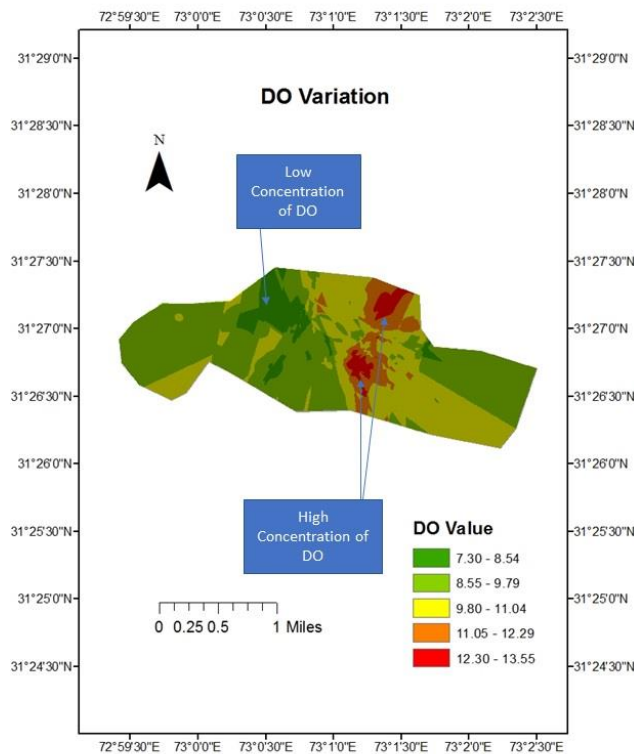 72°59'30"E 73°0'0"E 73°0'30"E 73°1'0"E 73°1'30"E 73°2'0"E 73°2'30"E
31°29'0"N 31°29'0"N
DO Variation
31°28'30"N 31°28'30"N
N
31°28'0"N 31°28'0"N
Low
Concentration
of DO
31°27'30"N 31°27'30"N
31°27'0"N 31°27'0"N
31°26'30"N 31°26'30"N
31°26'0"N 31°26'0"N
High
Concentration of
DO
31°25'30"N 31°25'30"N
DO Value
7.30 - 8.54
8.55 - 9.79
9.80 - 11.04
11.05 - 12.29
12.30 - 13.55
31°25'0"N 31°25'0"N
0 0.25 0.5 1 Miles
31°24'30"N 31°24'30"N
72°59'30"E 73°0'0"E 73°0'30"E 73°1'0"E 73°1'30"E 73°2'0"E 73°2'30"E